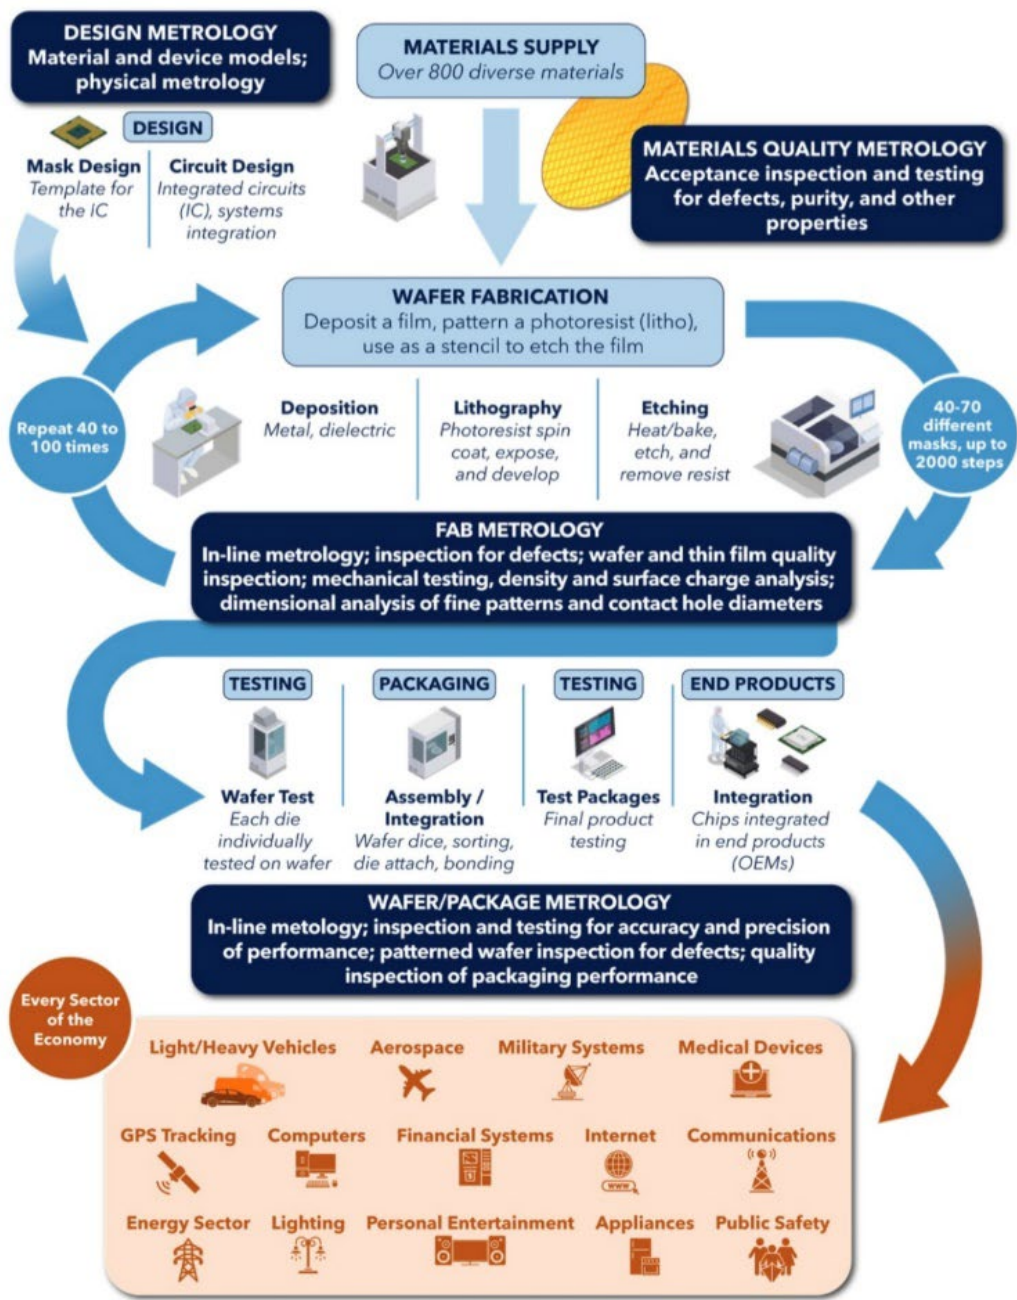 DESIGN METROLOGY
Material and device models;
physical metrology
MATERIALS SUPPLY
Over 800 diverse materials
DESIGN
Mask Design
Template for
the IC
Circuit Design
Integrated circuits
(IC), systems
integration
MATERIALS QUALITY METROLOGY
Acceptance inspection and testing
for defects, purity, and other
properties
WAFER FABRICATION
Deposit a film, pattern a photoresist (litho),
use as a stencil to etch the film
Repeat 40 to
100 times
Deposition
Metal, dielectric
Lithography
Photoresist spin
coat, expose,
and develop
Etching
Heat/bake,
etch, and
remove resist
40-70
different
masks, up to
2000 steps
FAB METROLOGY
In-line metrology; inspection for defects; wafer and thin film quality
inspection; mechanical testing, density and surface charge analysis;
dimensional analysis of fine patterns and contact hole diameters
TESTING
Wafer Test
Each die
individually
tested on wafer
PACKAGING
Assembly /
Integration
Wafer dice, sorting,
die attach, bonding
TESTING
Test Packages
Final product
testing
END PRODUCTS
Integration
Chips integrated
in end products
(OEMs)
WAFER/PACKAGE METROLOGY
In-line metology; inspection and testing for accuracy and precision
of performance; patterned wafer inspection for defects; quality
inspection of packaging performance
Every Sector
of the
Economy
Light/Heavy Vehicles
Aerospace
Military Systems
Medical Devices
GPS Tracking
Computers
Financial Systems
Internet
www
Communications
Energy Sector
Lighting
Personal Entertainment
Appliances
Public Safety